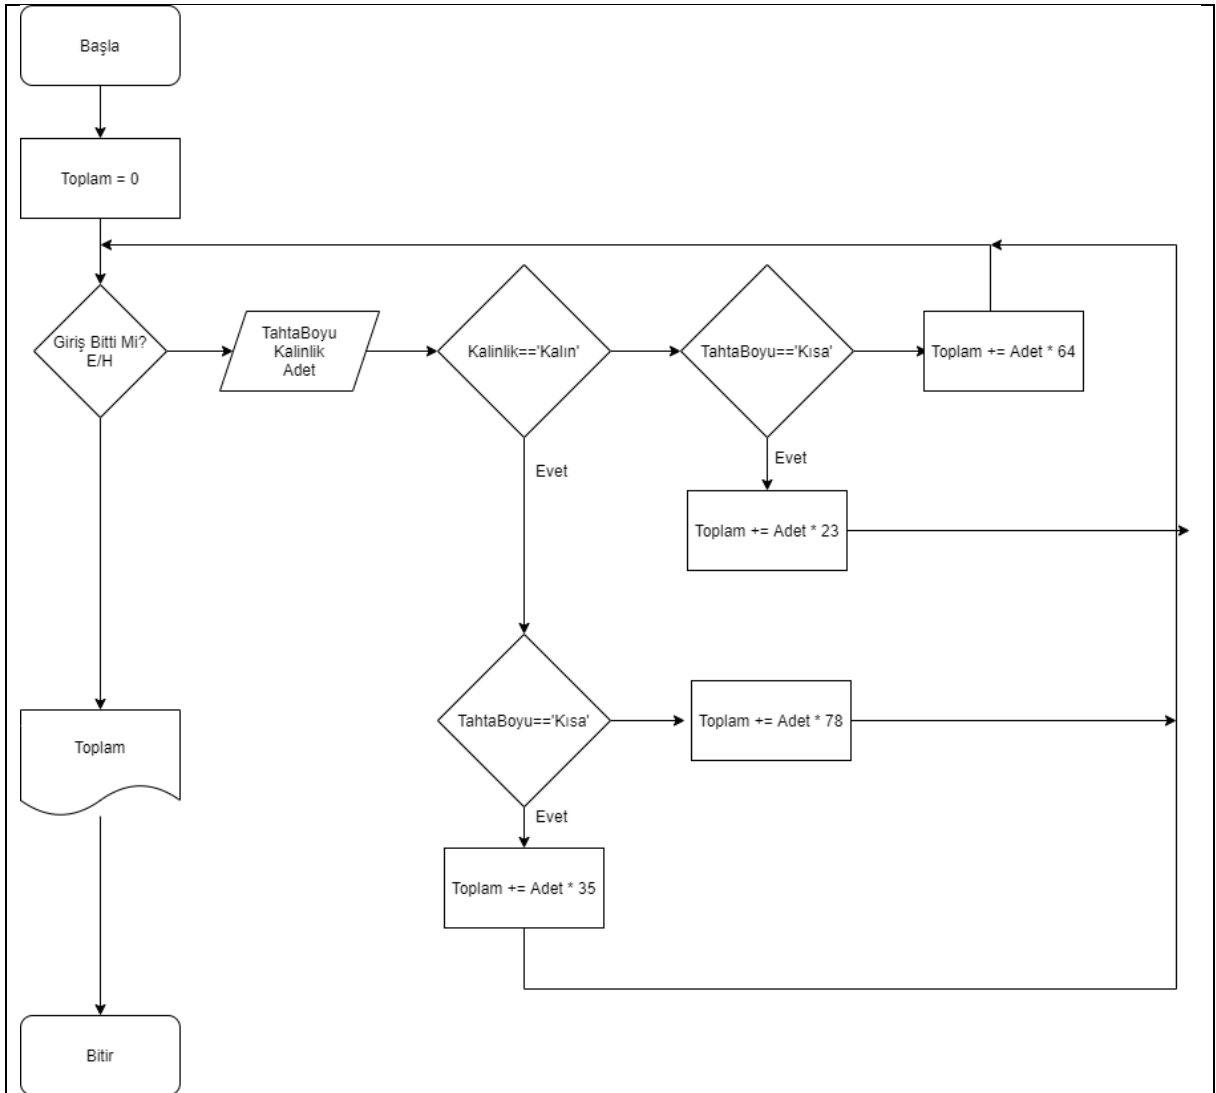 Başla
Toplam = 0
Giriş Bitti Mi?
E/H
TahtaBoyu
Kalinlik
Adet
Kalinlik=='Kalın'
TahtaBoyu=='Kısa'
Toplam += Adet * 64
Evet
Evet
Toplam += Adet * 23
TahtaBoyu=='Kısa'
Toplam += Adet * 78
Toplam
Evet
Toplam += Adet * 35
Bitir